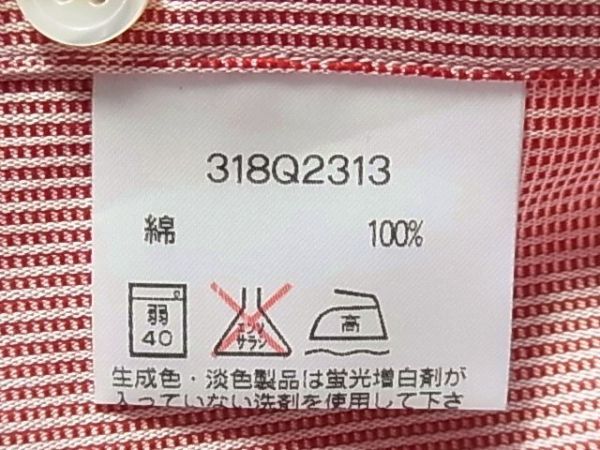 318Q2313
綿 100%
弱
40
エンソ
サラシ
高
生成色・淡色製品は蛍光増白剤が
入っていない洗剤を使用して下さ